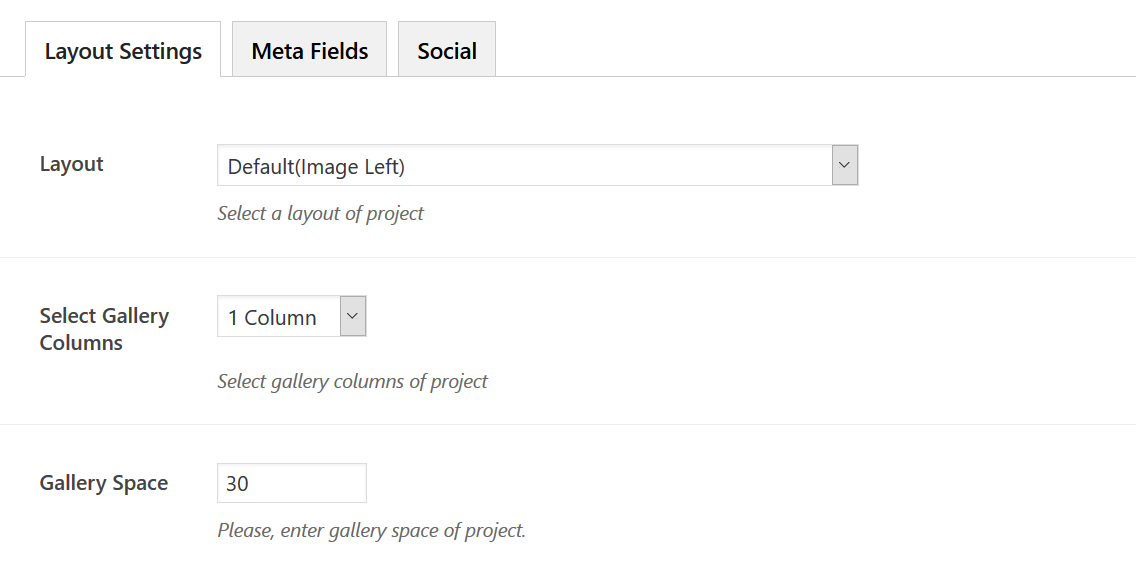 Layout Settings Meta Fields Social
Layout Default(Image Left)
Select a layout of project
Select Gallery Columns 1 Column
Select gallery columns of project
Gallery Space 30
Please, enter gallery space of project.